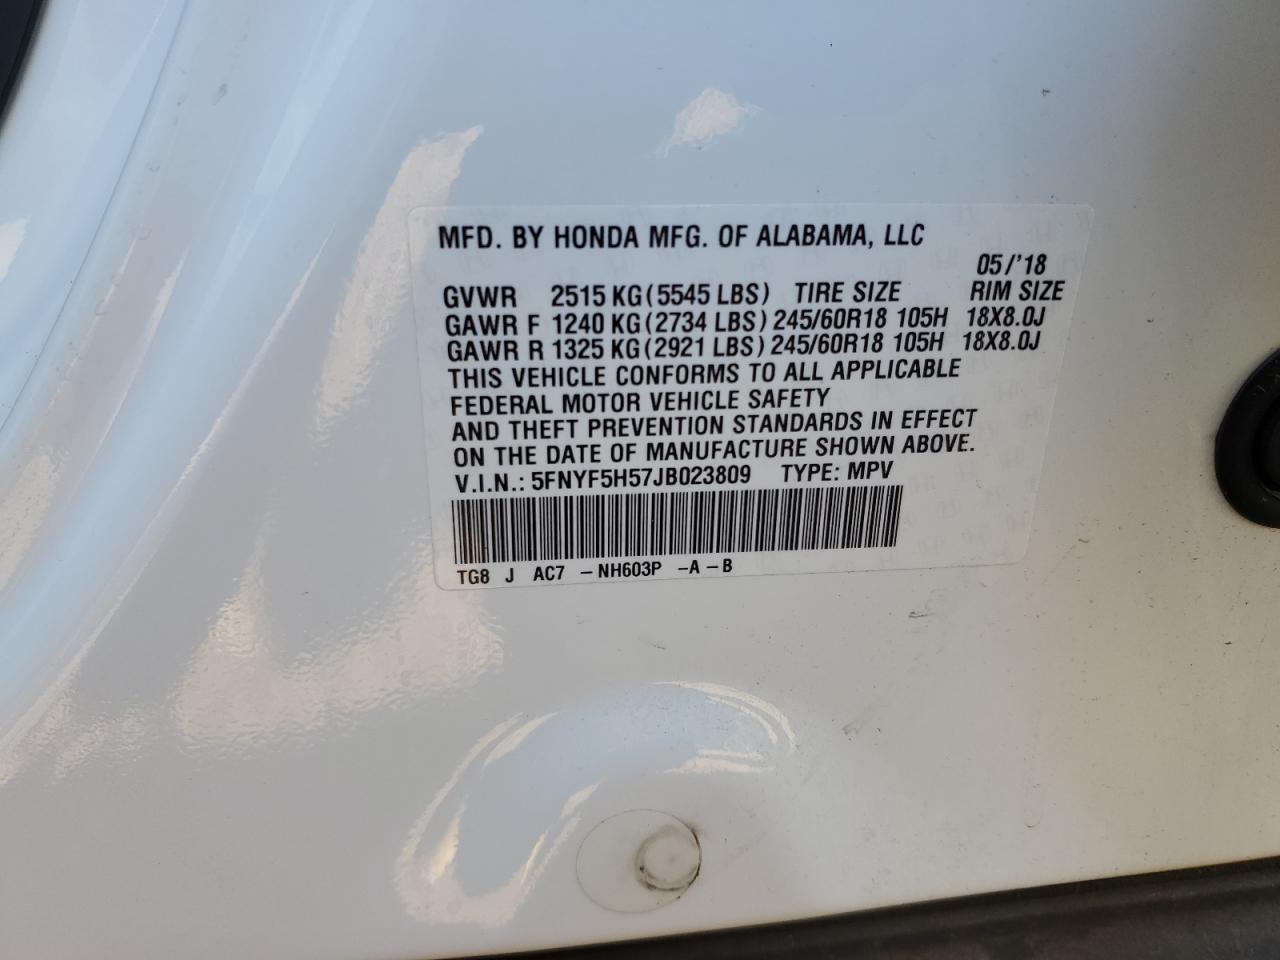 MFD. BY HONDA MFG. OF ALABAMA, LLC
05/'18
GVWR 2515 KG (5545 LBS) TIRE SIZE RIM SIZE
GAWR F 1240 KG (2734 LBS) 245/60R18 105H 18X8.0J
GAWR R 1325 KG (2921 LBS) 245/60R18 105H 18X8.0J
THIS VEHICLE CONFORMS TO ALL APPLICABLE
FEDERAL MOTOR VEHICLE SAFETY
AND THEFT PREVENTION STANDARDS IN EFFECT
ON THE DATE OF MANUFACTURE SHOWN ABOVE.
V.I.N.: 5FNYF5H57JB023809 TYPE: MPV
TG8 J AC7 -NH603P -A-B